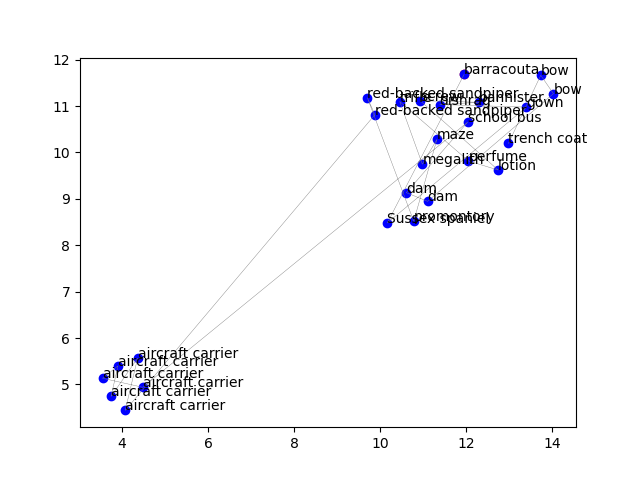 12
11
10
9
8
7
6
5
4
6
8
10
12
14
barracouta
bow
bow
red-backed sandpiper
red-backed sandpiper
bannister
gown
school bus
maze
trench coat
megalith
perfume
lotion
dam
dam
promontory
Sussex spaniel
aircraft carrier
aircraft carrier
aircraft carrier
aircraft carrier
aircraft carrier
aircraft carrier